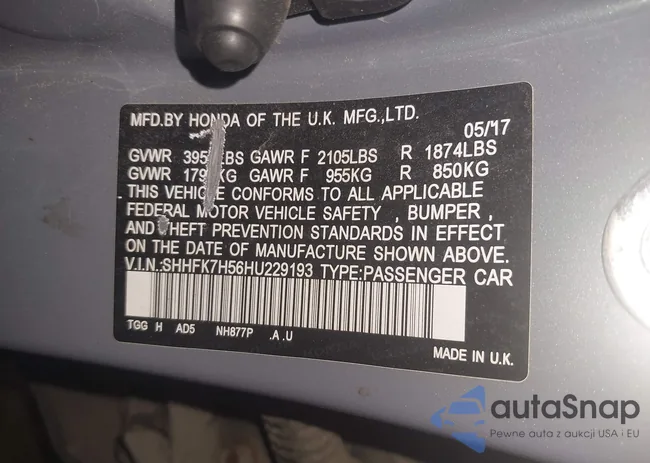 MFD.BY HONDA OF THE U.K. MFG.,LTD.
05/'17
GVWR LBS GAWR F 2105LBS R 1874LBS
GVWR KG GAWR F 955KG R 850KG
THIS VEHICLE CONFORMS TO ALL APPLICABLE
FEDERAL MOTOR VEHICLE SAFETY , BUMPER ,
AND THEFT PREVENTION STANDARDS IN EFFECT
ON THE DATE OF MANUFACTURE SHOWN ABOVE.
V.I.N.:SHHFK7H56HU229193 TYPE:PASSENGER CAR
TGG H AD5 NH877P .A .U
MADE IN U.K.
autaSnap
Pewne auta z aukcji USA i EU